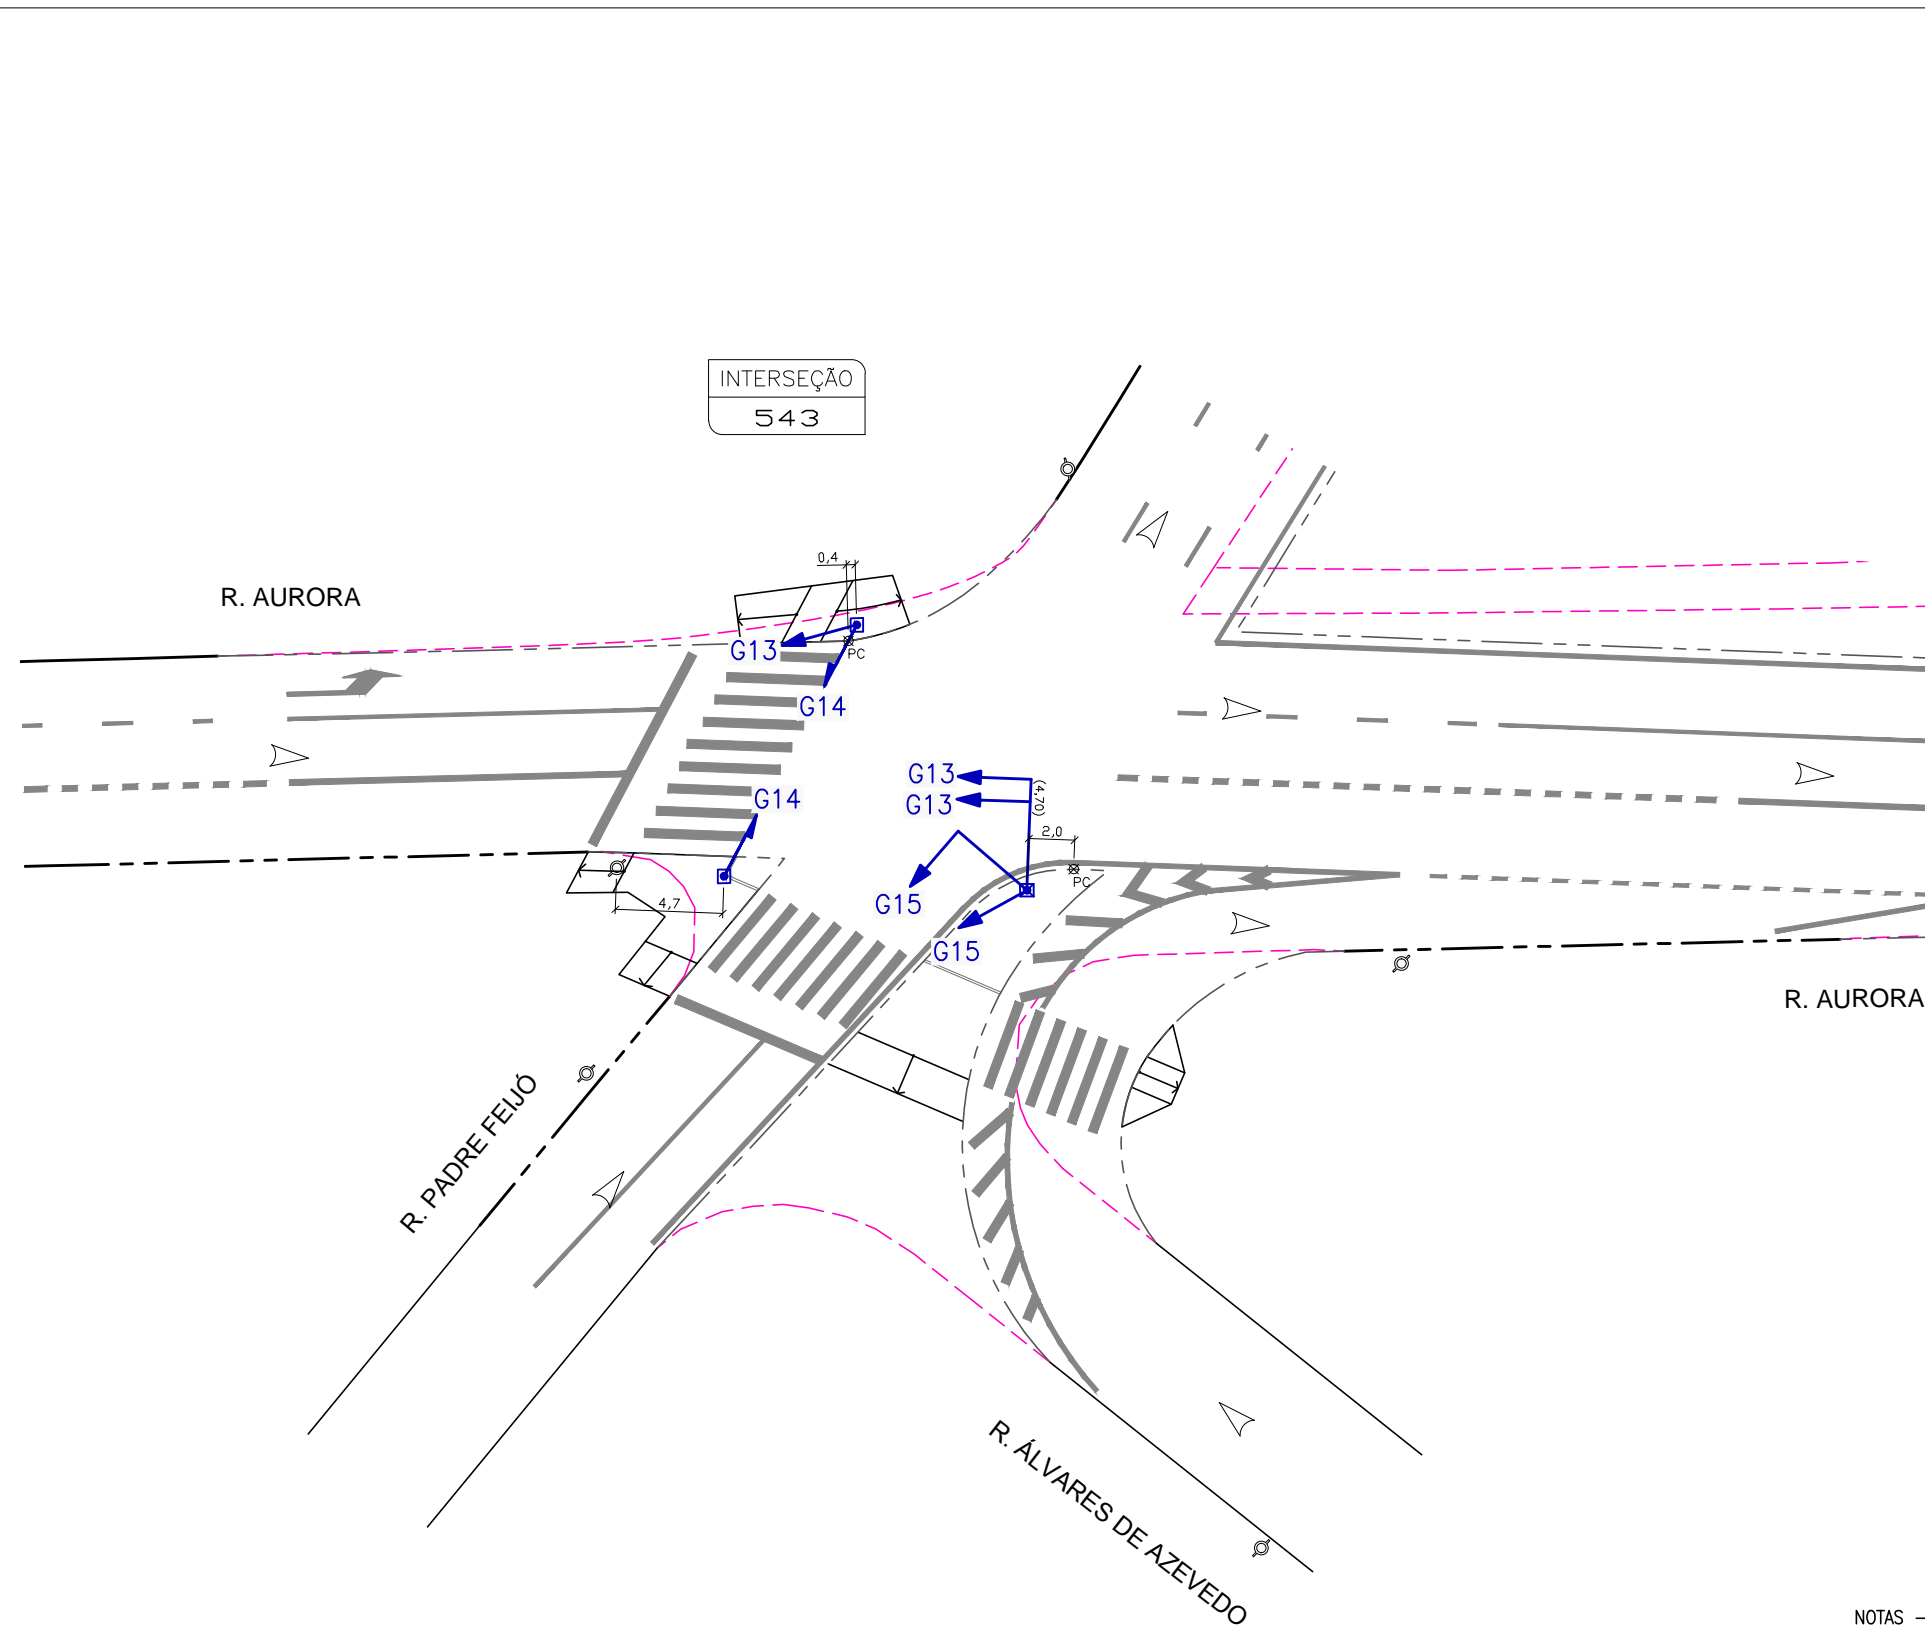 INTERSEÇÃO
543
0,4
R. AURORA
G13
PC
G14
G13
(4,70)
G14
G13
2,0
PC
4,7
G15
G15
R. AURORA
R. PADRE FEIJÓ
R. ÁLVARES DE AZEVEDO
NOTAS -